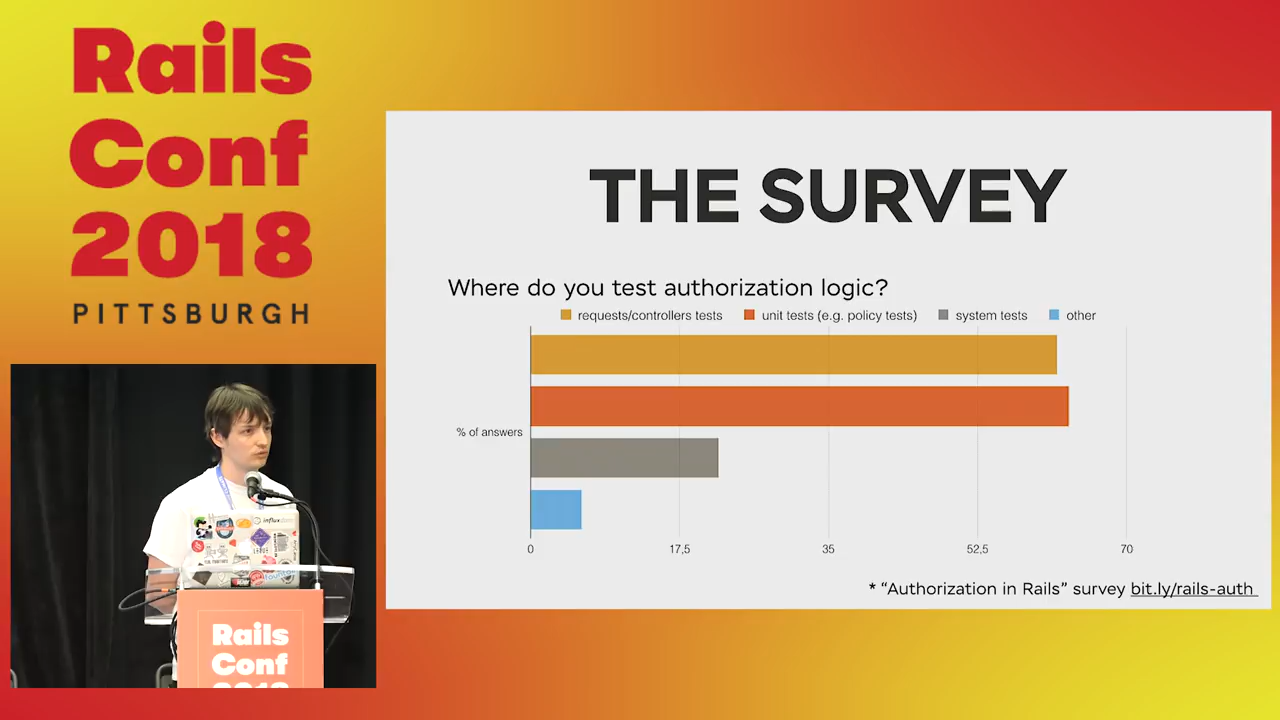 Rails
Conf
2018
PITTSBURGH
THE SURVEY
Where do you test authorization logic?
requests/controllers tests unit tests (e.g. policy tests) system tests other
% of answers
0 17,5 35 52,5 70
* “Authorization in Rails” survey bit.ly/rails-auth
influx
Rails
Conf
2018